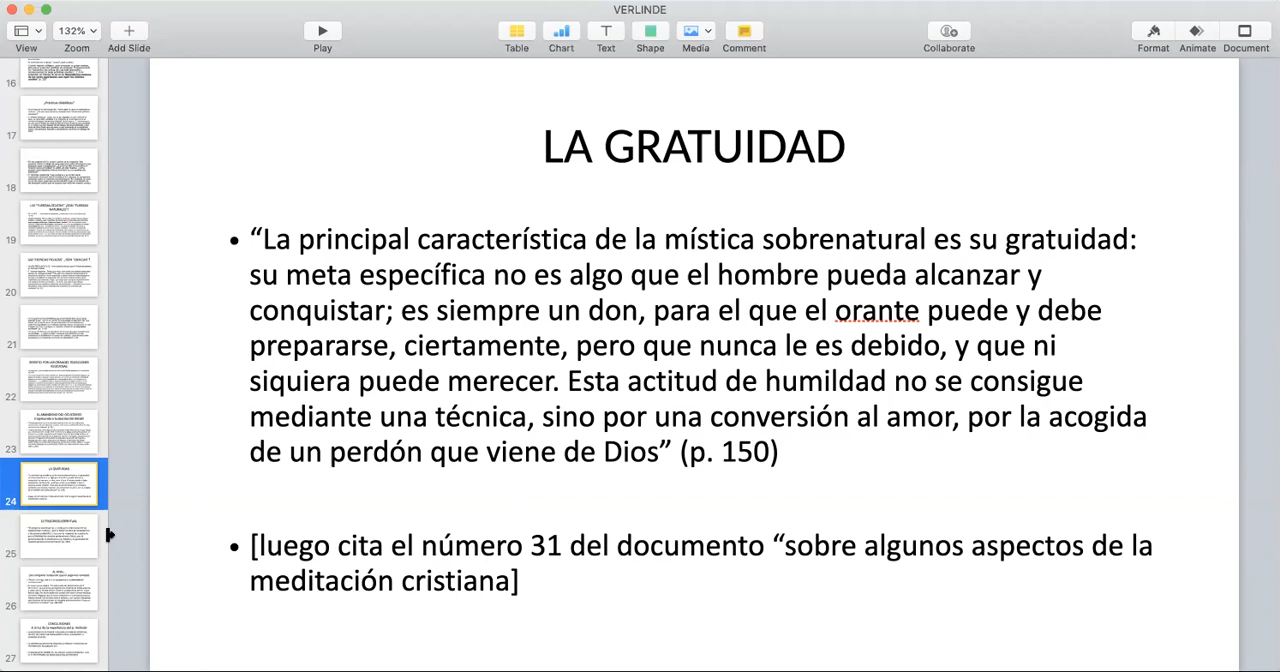 VERLINDE
132%
View
Zoom
Add Slide
Play
Table
Chart
Text
Shape
Media
Comment
Collaborate
Format
Animate
Document
16
17
18
19
20
21
22
23
24
25
26
27
LA GRATUIDAD
• “La principal característica de la mística sobrenatural es su gratuidad:
su meta específica no es algo que el hombre pueda alcanzar y
conquistar; es siempre un don, para el que el orante puede y debe
prepararse, ciertamente, pero que nunca le es debido, y que ni
siquiera puede merecer. Esta actitud de humildad no se consigue
mediante una técnica, sino por una conversión al amor, por la acogida
de un perdón que viene de Dios” (p. 150)
• [luego cita el número 31 del documento “sobre algunos aspectos de la
meditación cristiana]